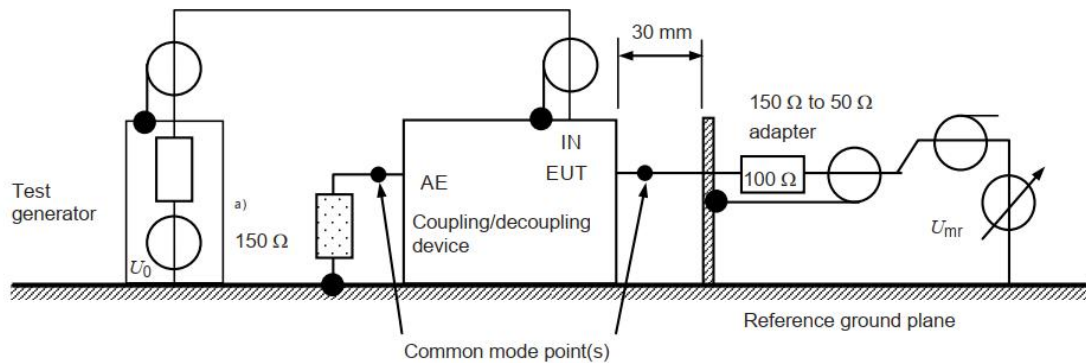 30 mm
150 Ω to 50 Ω
adapter
IN
EUT
AE
100 Ω
Test
generator
a)
150 Ω
Coupling/decoupling
device
U0
Umr
Reference ground plane
Common mode point(s)